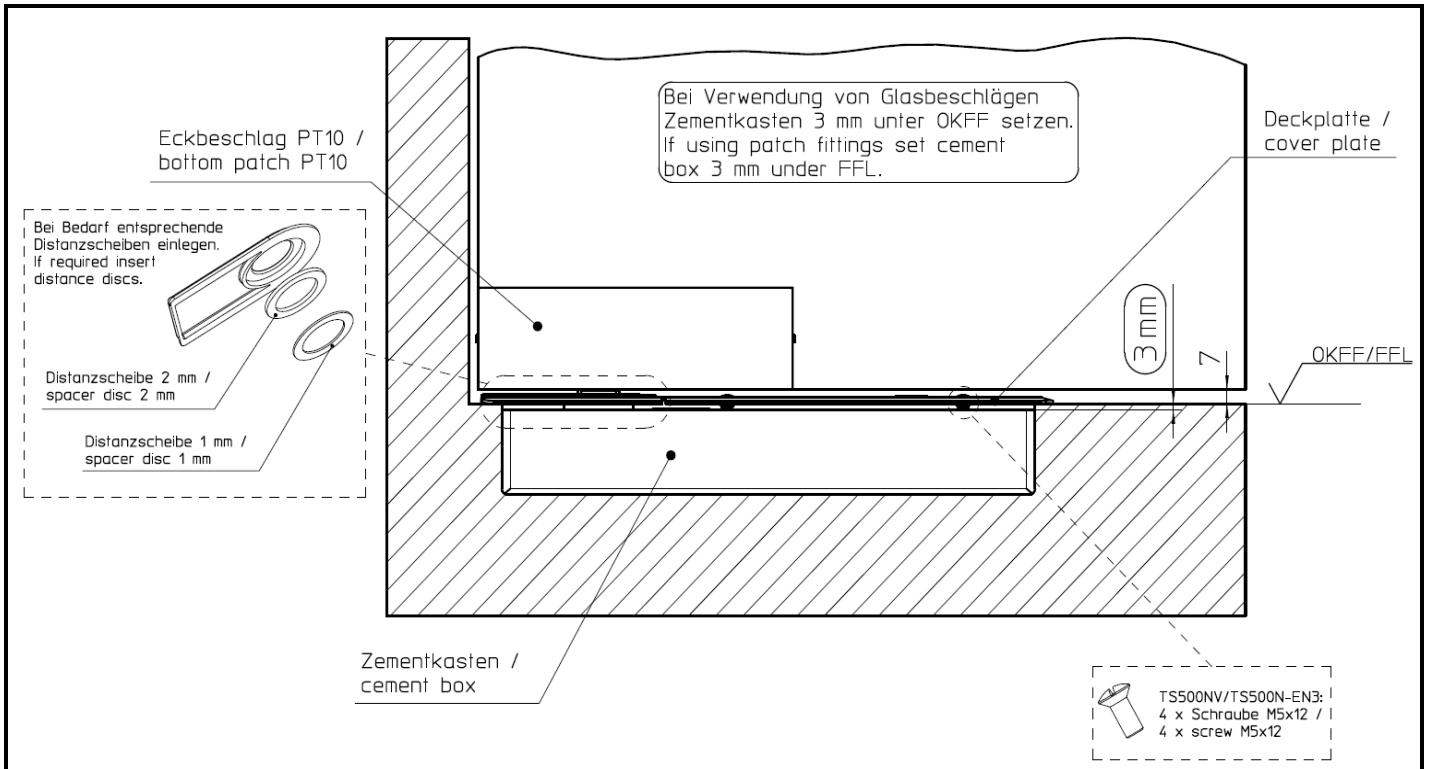 Bei Verwendung von Glasbeschlägen
Zementkasten 3 mm unter OKFF setzen.
If using patch fittings set cement
box 3 mm under FFL.
Eckbeschlag PT10 /
bottom patch PT10
Deckplatte /
cover plate
Bei Bedarf entsprechende
Distanzscheiben einlegen.
If required insert
distance discs.
Distanzscheibe 2 mm /
spacer disc 2 mm
Distanzscheibe 1 mm /
spacer disc 1 mm
3 mm
7
OKFF/FFL
Zementkasten /
cement box
TS500NV/TS500N-EN3:
4 x Schraube M5x12 /
4 x screw M5x12